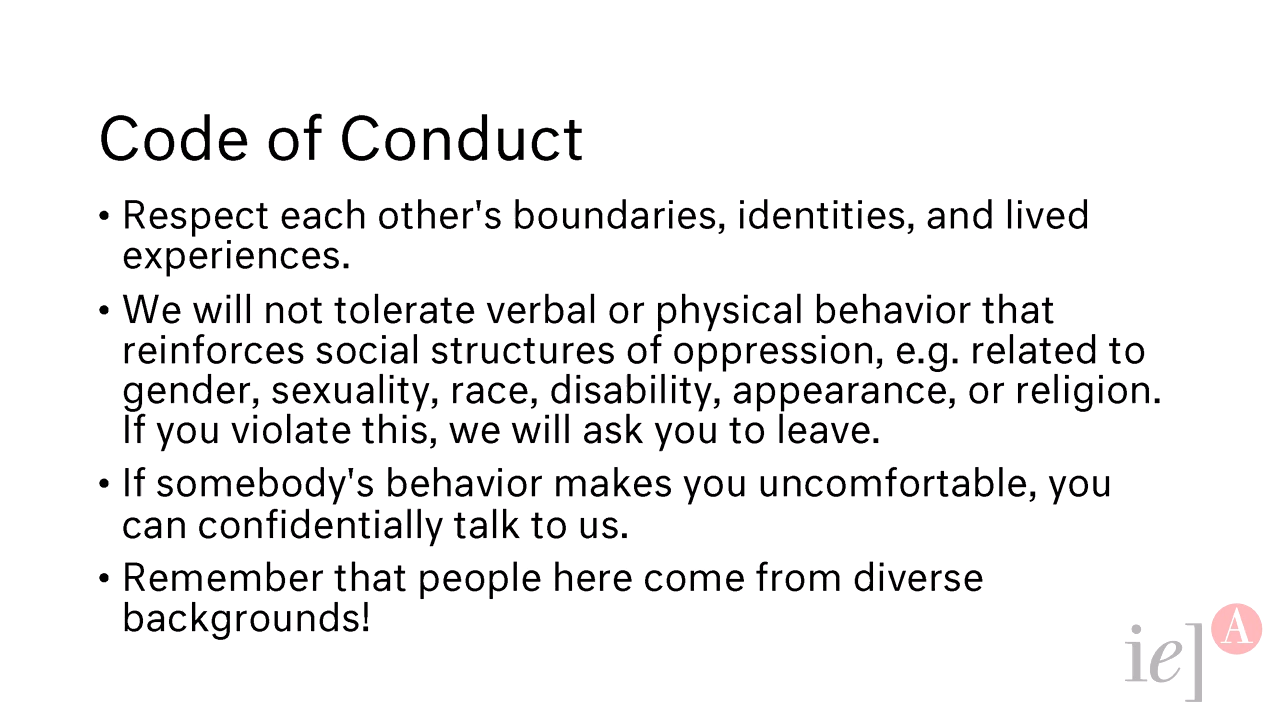 Code of Conduct
• Respect each other's boundaries, identities, and lived
experiences.
• We will not tolerate verbal or physical behavior that
reinforces social structures of oppression, e.g. related to
gender, sexuality, race, disability, appearance, or religion.
If you violate this, we will ask you to leave.
• If somebody's behavior makes you uncomfortable, you
can confidentially talk to us.
• Remember that people here come from diverse
backgrounds!
ie] A